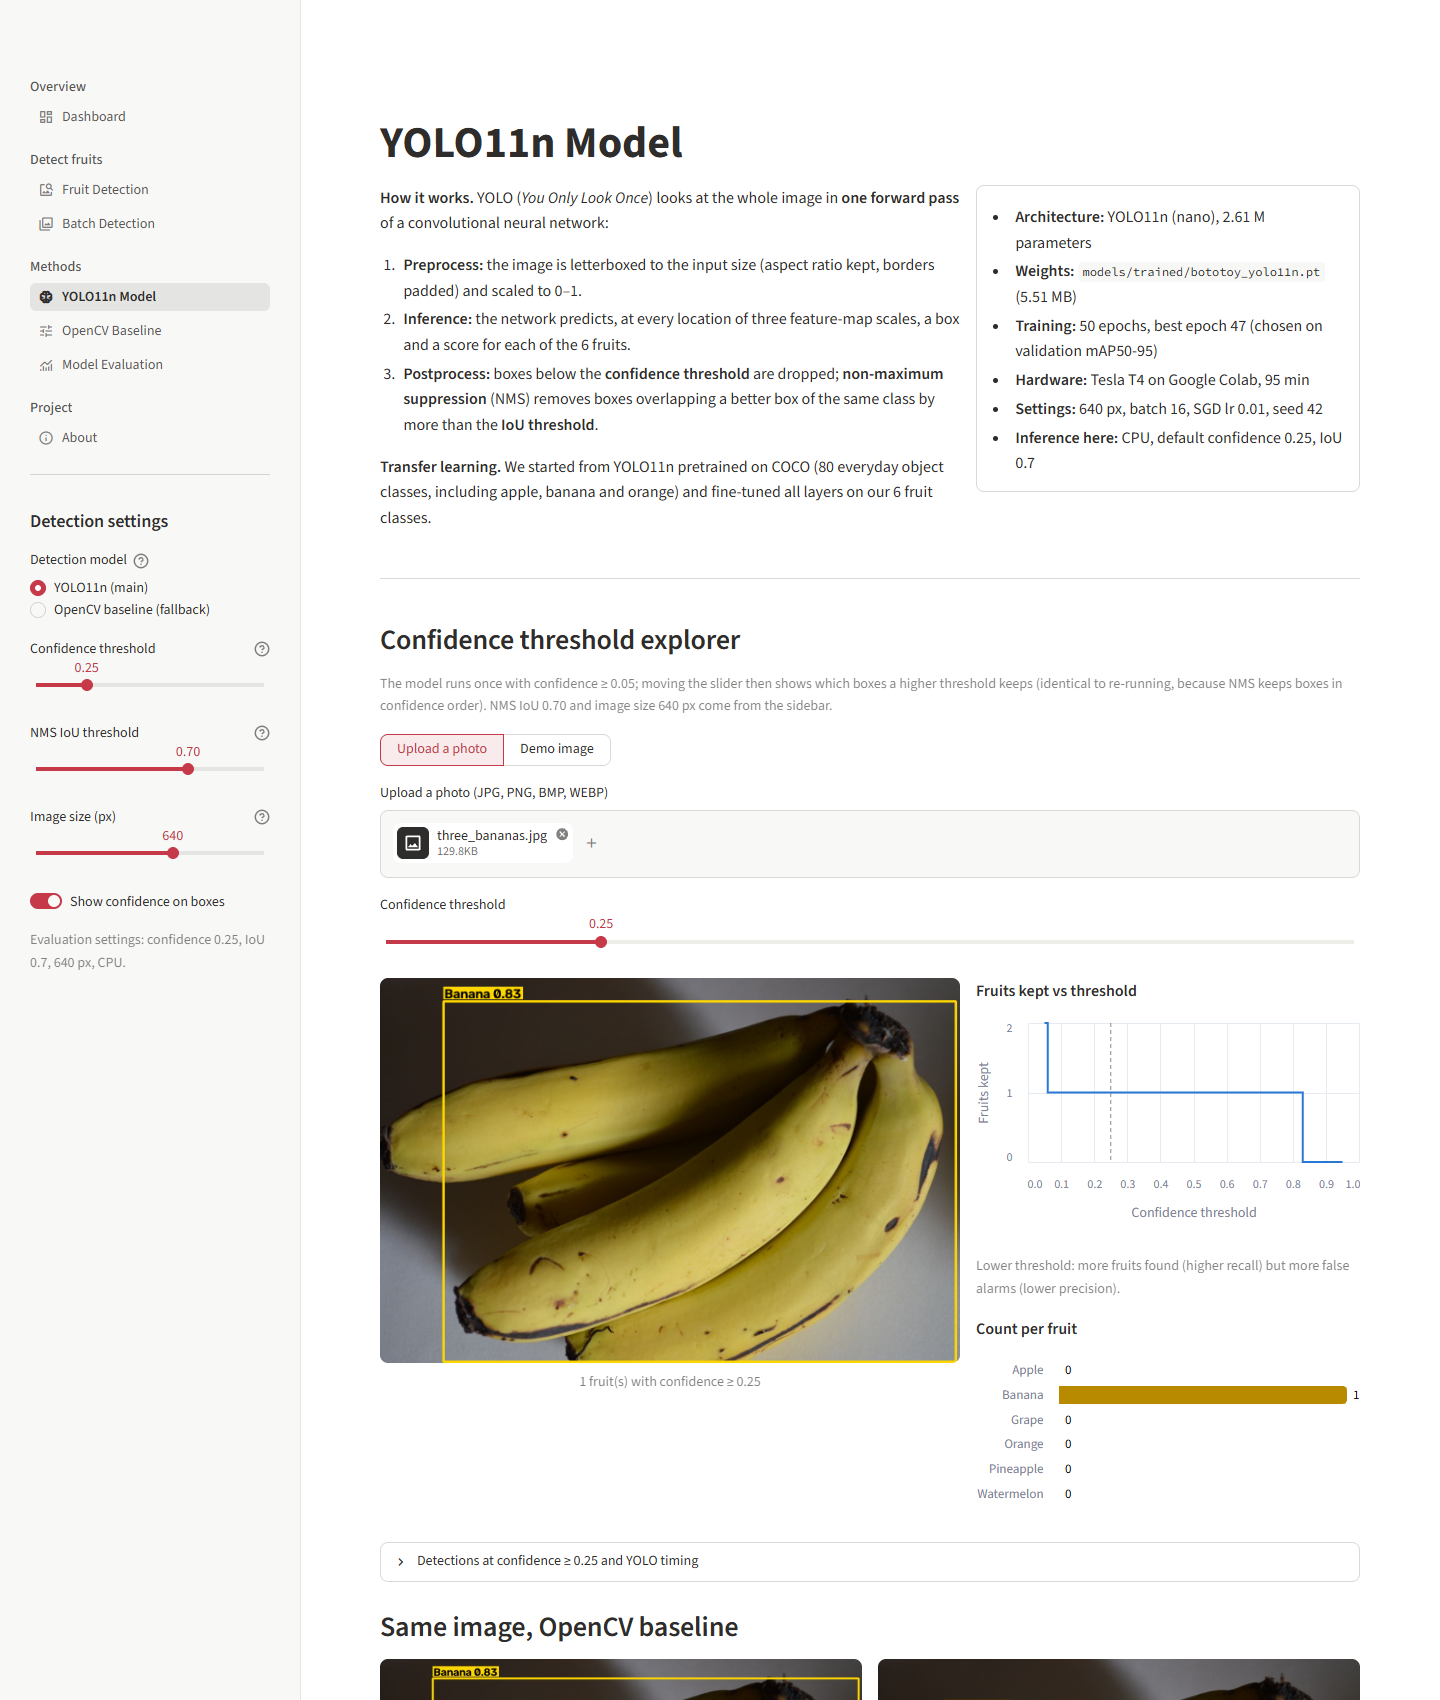 Overview
Dashboard
Detect fruits
Fruit Detection
Batch Detection
Methods
YOLO11n Model
OpenCV Baseline
Model Evaluation
Project
About
Detection settings
Detection model
YOLO11n (main)
OpenCV baseline (fallback)
Confidence threshold
0.25
NMS IoU threshold
0.70
Image size (px)
640
Show confidence on boxes
Evaluation settings: confidence 0.25, IoU
0.7, 640 px, CPU.
YOLO11n Model
How it works. YOLO (You Only Look Once) looks at the whole image in one forward pass
of a convolutional neural network:
1. Preprocess: the image is letterboxed to the input size (aspect ratio kept, borders
padded) and scaled to 0–1.
2. Inference: the network predicts, at every location of three feature-map scales, a box
and a score for each of the 6 fruits.
3. Postprocess: boxes below the confidence threshold are dropped; non-maximum
suppression (NMS) removes boxes overlapping a better box of the same class by
more than the IoU threshold.
Transfer learning. We started from YOLO11n pretrained on COCO (80 everyday object
classes, including apple, banana and orange) and fine-tuned all layers on our 6 fruit
classes.
• Architecture: YOLO11n (nano), 2.61 M
parameters
• Weights: models/trained/bototoy_yolo11n.pt
(5.51 MB)
• Training: 50 epochs, best epoch 47 (chosen on
validation mAP50-95)
• Hardware: Tesla T4 on Google Colab, 95 min
• Settings: 640 px, batch 16, SGD lr 0.01, seed 42
• Inference here: CPU, default confidence 0.25, IoU
0.7
Confidence threshold explorer
The model runs once with confidence ≥ 0.05; moving the slider then shows which boxes a higher threshold keeps (identical to re-running, because NMS keeps boxes in
confidence order). NMS IoU 0.70 and image size 640 px come from the sidebar.
Upload a photo
Demo image
Upload a photo (JPG, PNG, BMP, WEBP)
three_bananas.jpg
129.8KB
+
Confidence threshold
0.25
Banana 0.83
1 fruit(s) with confidence ≥ 0.25
Fruits kept vs threshold
2
1
0
Fruits kept
0.0 0.1 0.2 0.3 0.4 0.5 0.6 0.7 0.8 0.9 1.0
Confidence threshold
Lower threshold: more fruits found (higher recall) but more false
alarms (lower precision).
Count per fruit
Apple 0
Banana 1
Grape 0
Orange 0
Pineapple 0
Watermelon 0
Detections at confidence ≥ 0.25 and YOLO timing
Same image, OpenCV baseline
Banana 0.83